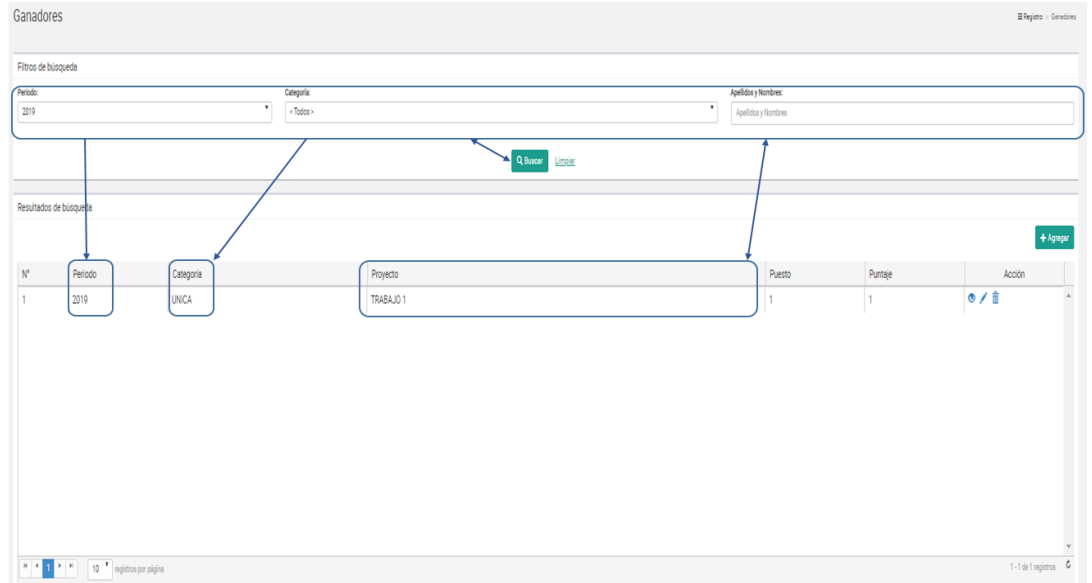 Ganadores
Registro > Ganadores
Filtros de búsqueda
Periodo: Categoría: Apellidos y Nombres:
2019 < Todos > Apellidos y Nombres
Buscar Limpiar
Resultados de búsqueda
+ Agregar
N° Periodo Categoria Proyecto Puesto Puntaje Acción
1 2019 UNICA TRABAJO 1 1 1
1 10 registros por página 1 - 1 de 1 registros